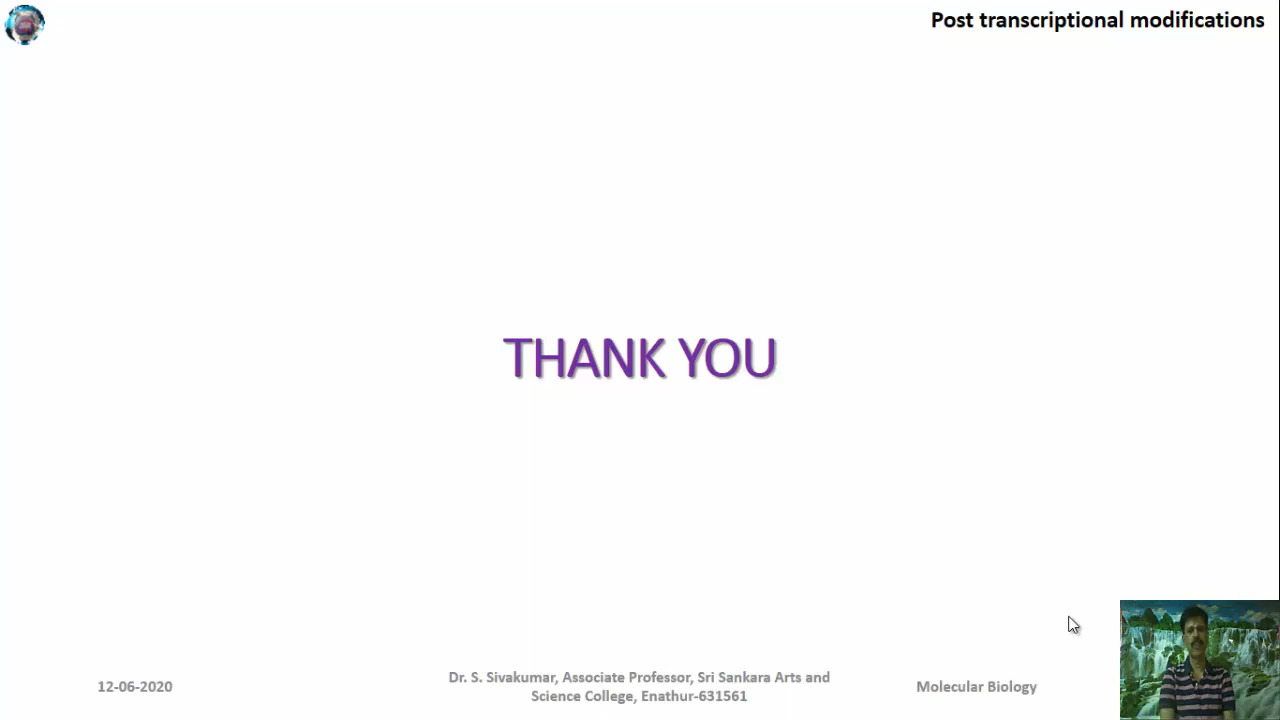 Post transcriptional modifications
THANK YOU
12-06-2020
Dr. S. Sivakumar, Associate Professor, Sri Sankara Arts and
Science College, Enathur-631561
Molecular Biology